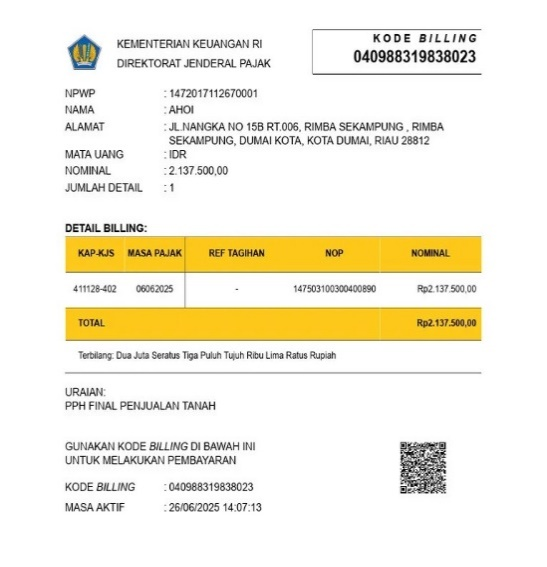 KEMENTERIAN KEUANGAN RI
DIREKTORAT JENDERAL PAJAK
KODE BILLING
040988319838023
NPWP : 1472017112670001
NAMA : AHOI
ALAMAT : JL.NANGKA NO 15B RT.006, RIMBA SEKAMPUNG , RIMBA
SEKAMPUNG, DUMAI KOTA, KOTA DUMAI, RIAU 28812
MATA UANG : IDR
NOMINAL : 2.137.500,00
JUMLAH DETAIL : 1
DETAIL BILLING:
KAP-KJS MASA PAJAK REF TAGIHAN NOP NOMINAL
411128-402 06062025 - 147503100300400890 Rp2.137.500,00
TOTAL Rp2.137.500,00
Terbilang: Dua Juta Seratus Tiga Puluh Tujuh Ribu Lima Ratus Rupiah
URAIAN:
PPH FINAL PENJUALAN TANAH
GUNAKAN KODE BILLING DI BAWAH INI
UNTUK MELAKUKAN PEMBAYARAN
KODE BILLING : 040988319838023
MASA AKTIF : 26/06/2025 14:07:13